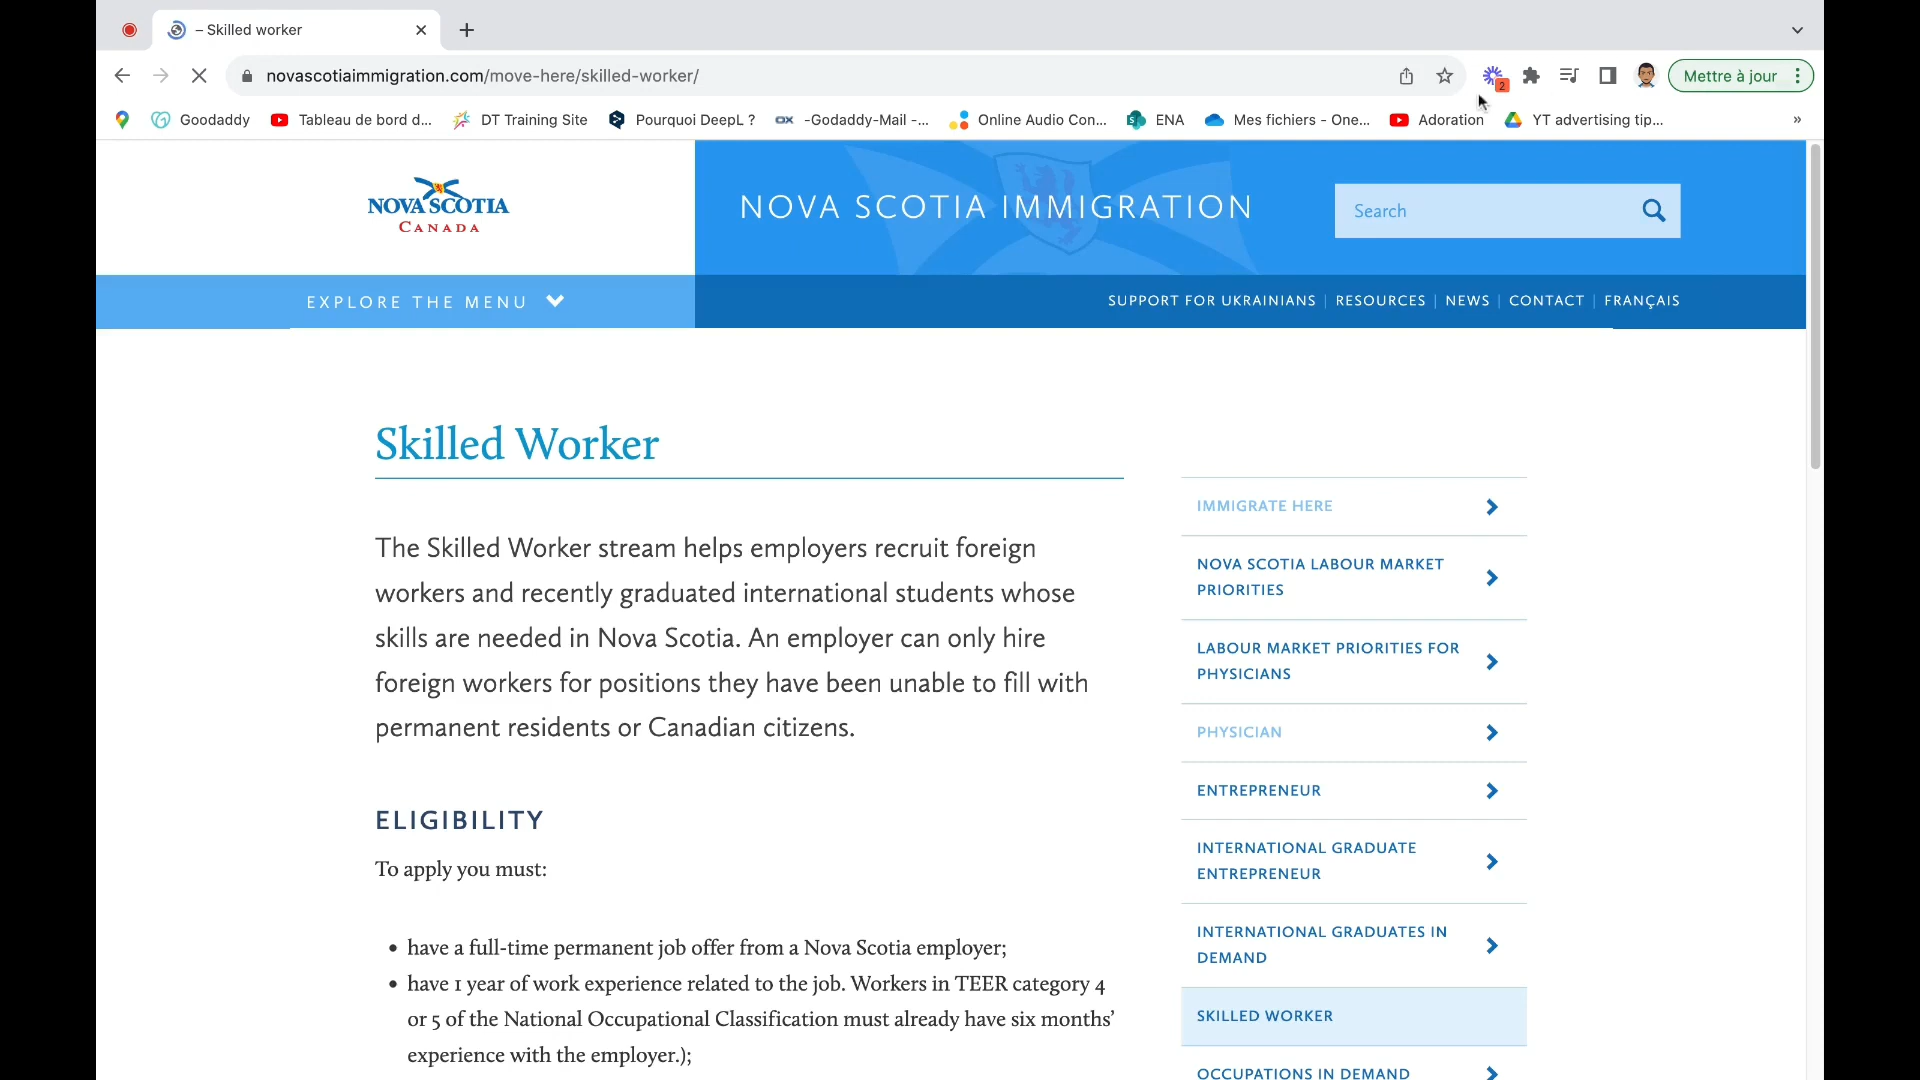 – Skilled worker
novascotiaimmigration.com/move-here/skilled-worker/
2
Mettre à jour
Goodaddy
Tableau de bord d...
DT Training Site
Pourquoi DeepL ?
-Godaddy-Mail -...
Online Audio Con...
ENA
Mes fichiers - One...
Adoration
YT advertising tip...
»
NOVA SCOTIA
CANADA
NOVA SCOTIA IMMIGRATION
Search
EXPLORE THE MENU
SUPPORT FOR UKRAINIANS | RESOURCES | NEWS | CONTACT | FRANÇAIS
Skilled Worker
The Skilled Worker stream helps employers recruit foreign
workers and recently graduated international students whose
skills are needed in Nova Scotia. An employer can only hire
foreign workers for positions they have been unable to fill with
permanent residents or Canadian citizens.
ELIGIBILITY
To apply you must:
• have a full-time permanent job offer from a Nova Scotia employer;
• have 1 year of work experience related to the job. Workers in TEER category 4
or 5 of the National Occupational Classification must already have six months’
experience with the employer.);
IMMIGRATE HERE
NOVA SCOTIA LABOUR MARKET
PRIORITIES
LABOUR MARKET PRIORITIES FOR
PHYSICIANS
PHYSICIAN
ENTREPRENEUR
INTERNATIONAL GRADUATE
ENTREPRENEUR
INTERNATIONAL GRADUATES IN
DEMAND
SKILLED WORKER
OCCUPATIONS IN DEMAND